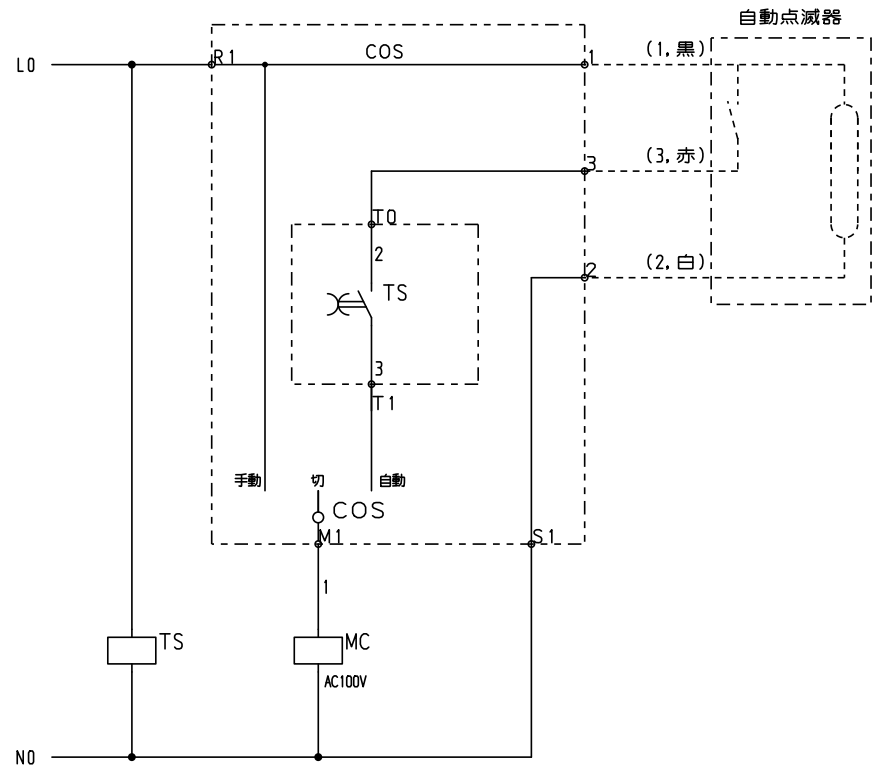 自動点滅器
L0
R1
COS
1
(1,黒)
3
(3,赤)
T0
2
2
(2,白)
TS
3
T1
手動
切
自動
COS
M1
S1
1
TS
MC
AC100V
N0